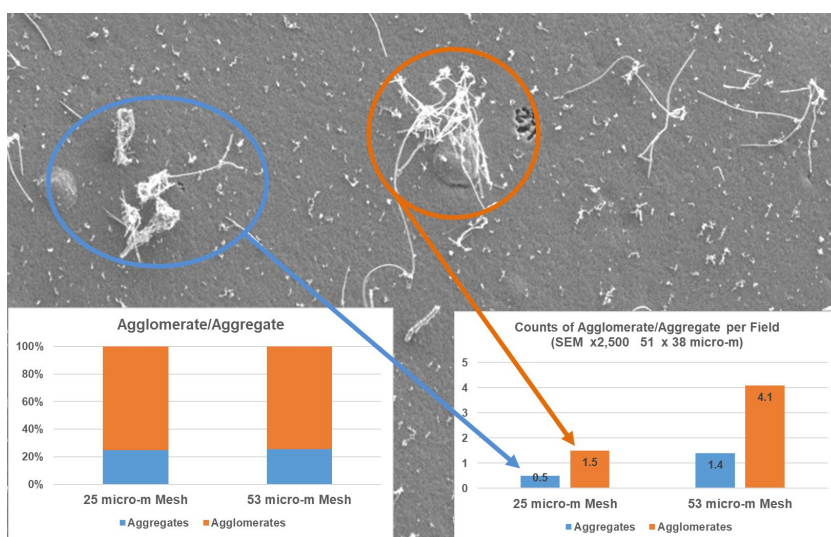 Agglomerate/Aggregate
100%
80%
60%
40%
20%
0%
25 micro-m Mesh 53 micro-m Mesh
Aggregates Agglomerates
Counts of Agglomerate/Aggregate per Field
(SEM x2,500 51 x 38 micro-m)
5
4
3
2
1
0
0.5
1.5
1.4
4.1
25 micro-m Mesh 53 micro-m Mesh
Aggregates Agglomerates